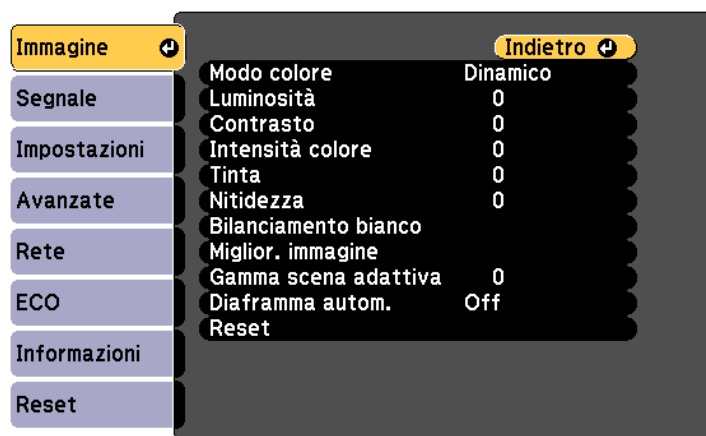 Immagine
Segnale
Impostazioni
Avanzate
Rete
ECO
Informazioni
Reset
Indietro
Modo colore Dinamico
Luminosità 0
Contrasto 0
Intensità colore 0
Tinta 0
Nitidezza 0
Bilanciamento bianco
Miglior. immagine
Gamma scena adattiva 0
Diaframma autom. Off
Reset